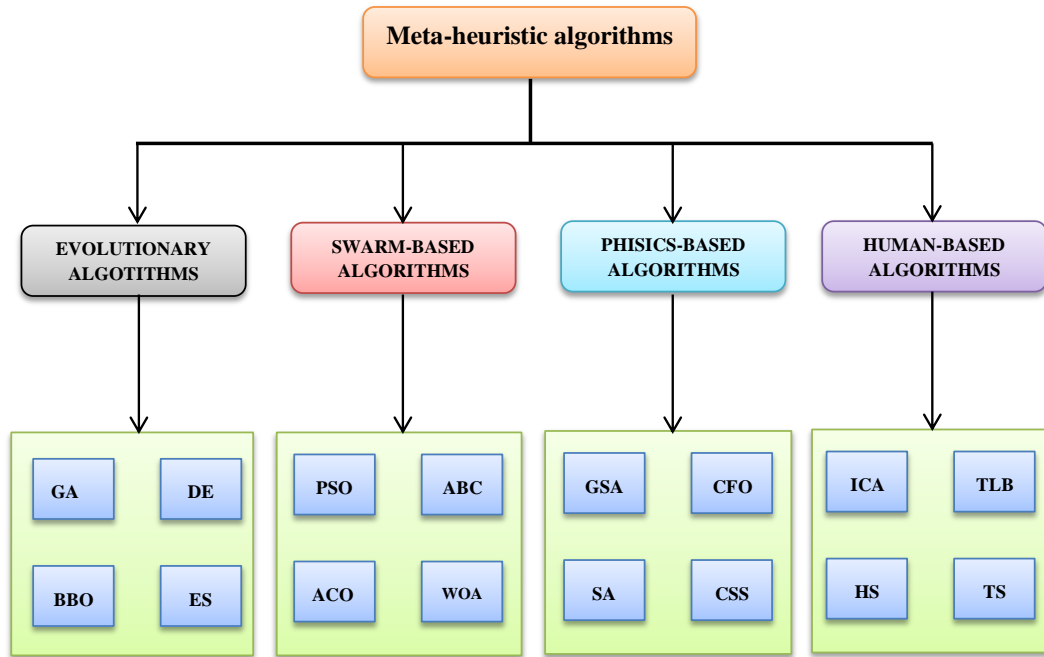 Meta-heuristic algorithms
EVOLUTIONARY
ALGOTITHMS
SWARM-BASED
ALGORITHMS
PHISICS-BASED
ALGORITHMS
HUMAN-BASED
ALGORITHMS
GA
DE
BBO
ES
PSO
ABC
ACO
WOA
GSA
CFO
SA
CSS
ICA
TLB
HS
TS